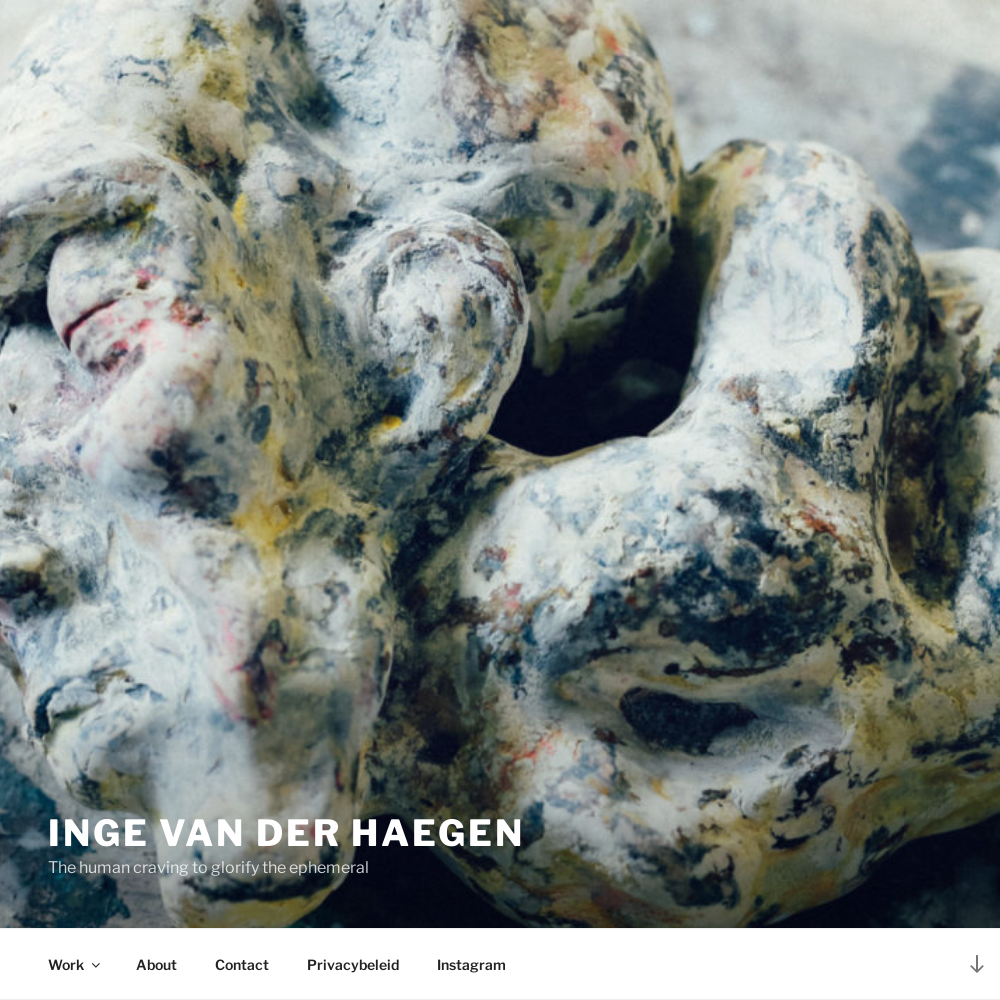 INGE VAN DER HAEGEN
The human craving to glorify the ephemeral
Work About Contact Privacybeleid Instagram